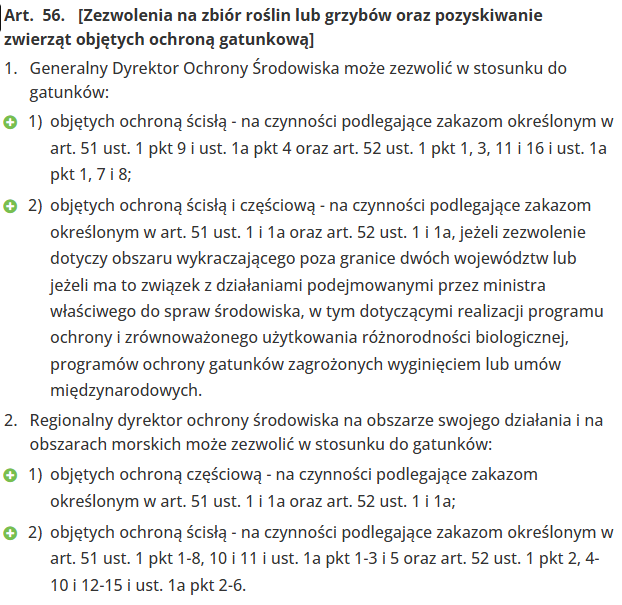 Art. 56. [Zezwolenia na zbiór roślin lub grzybów oraz pozyskiwanie
zwierząt objętych ochroną gatunkową]
1. Generalny Dyrektor Ochrony Środowiska może zezwolić w stosunku do
gatunków:
1) objętych ochroną ścisłą - na czynności podlegające zakazom określonym w
art. 51 ust. 1 pkt 9 i ust. 1a pkt 4 oraz art. 52 ust. 1 pkt 1, 3, 11 i 16 i ust. 1a
pkt 1, 7 i 8;
2) objętych ochroną ścisłą i częściową - na czynności podlegające zakazom
określonym w art. 51 ust. 1 i 1a oraz art. 52 ust. 1 i 1a, jeżeli zezwolenie
dotyczy obszaru wykraczającego poza granice dwóch województw lub
jeżeli ma to związek z działaniami podejmowanymi przez ministra
właściwego do spraw środowiska, w tym dotyczącymi realizacji programu
ochrony i zrównoważonego użytkowania różnorodności biologicznej,
programów ochrony gatunków zagrożonych wyginięciem lub umów
międzynarodowych.
2. Regionalny dyrektor ochrony środowiska na obszarze swojego działania i na
obszarach morskich może zezwolić w stosunku do gatunków:
1) objętych ochroną częściową - na czynności podlegające zakazom
określonym w art. 51 ust. 1 i 1a oraz art. 52 ust. 1 i 1a;
2) objętych ochroną ścisłą - na czynności podlegające zakazom określonym w
art. 51 ust. 1 pkt 1-8, 10 i 11 i ust. 1a pkt 1-3 i 5 oraz art. 52 ust. 1 pkt 2, 4-
10 i 12-15 i ust. 1a pkt 2-6.